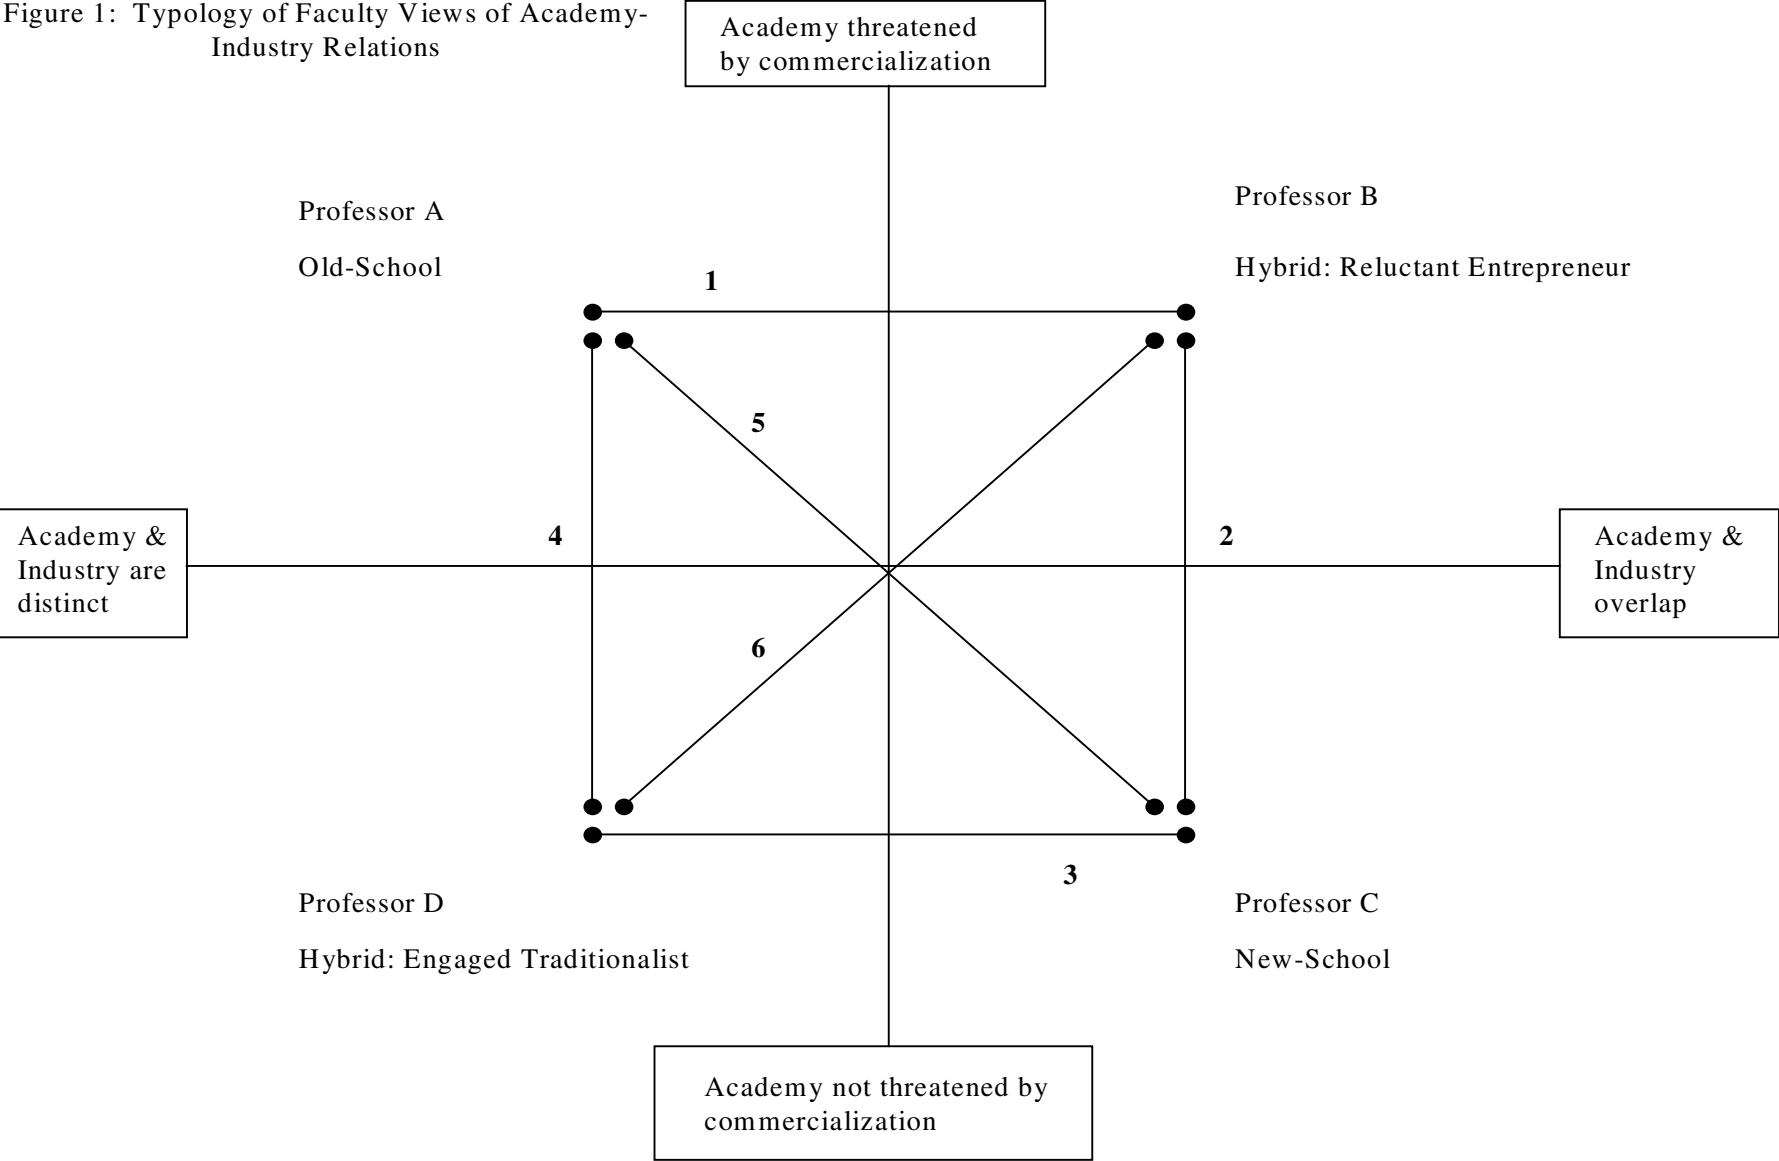 Figure 1: Typology of Faculty Views of Academy-
Industry Relations
Academy threatened
by commercialization
Professor A
Old-School
Professor B
Hybrid: Reluctant Entrepreneur
1
5
4
2
Academy &
Industry are
distinct
Academy &
Industry
overlap
6
3
Professor D
Hybrid: Engaged Traditionalist
Professor C
New-School
Academy not threatened by
commercialization